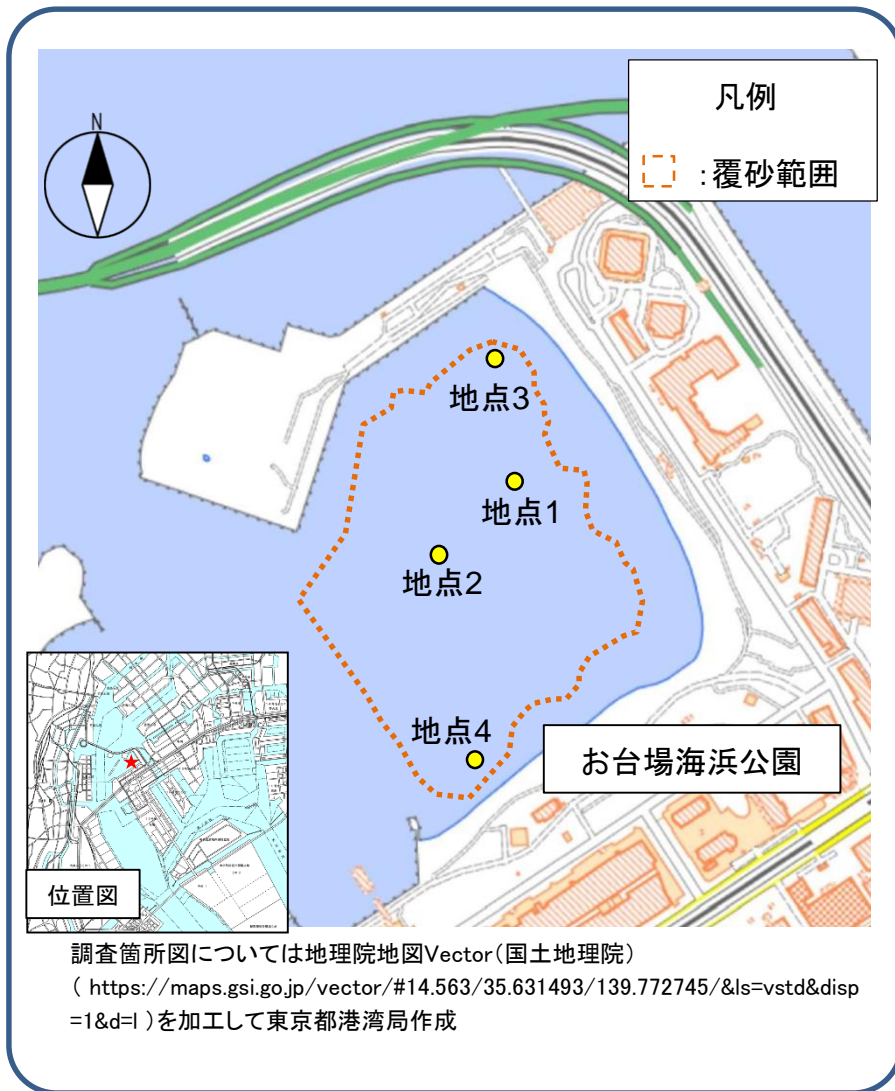 N
凡例
:覆砂範囲
地点3
地点1
地点2
地点4
お台場海浜公園
位置図
調査箇所図については地理院地図Vector(国土地理院)
( https://maps.gsi.go.jp/vector/#14.563/35.631493/139.772745/&ls=vstd&disp
=1&d=l )を加工して東京都港湾局作成